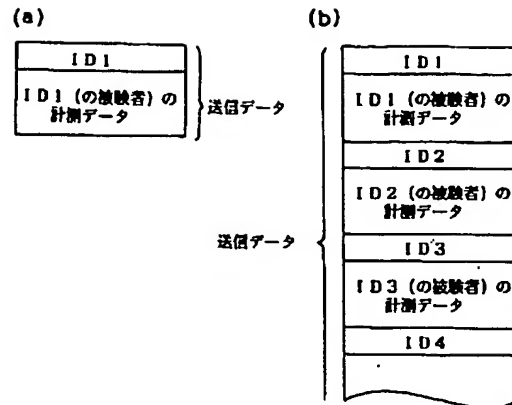 (a)
ID1
ID1(の被験者)の
計測データ
送信データ
(b)
ID1
ID1(の被験者)の
計測データ
ID2
ID2(の被験者)の
計測データ
送信データ
ID3
ID3(の被験者)の
計測データ
ID4